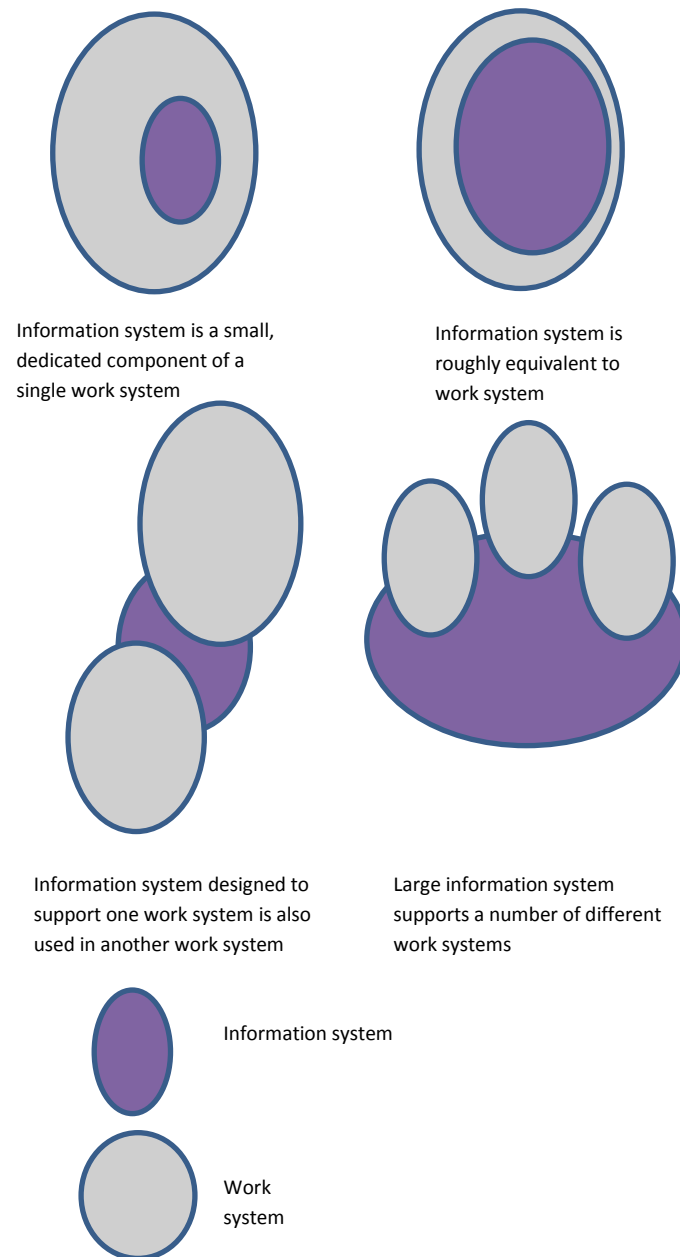 Information system is a small,
dedicated component of a
single work system
Information system is
roughly equivalent to
work system
Information system designed to
support one work system is also
used in another work system
Large information system
supports a number of different
work systems
Information system
Work
system